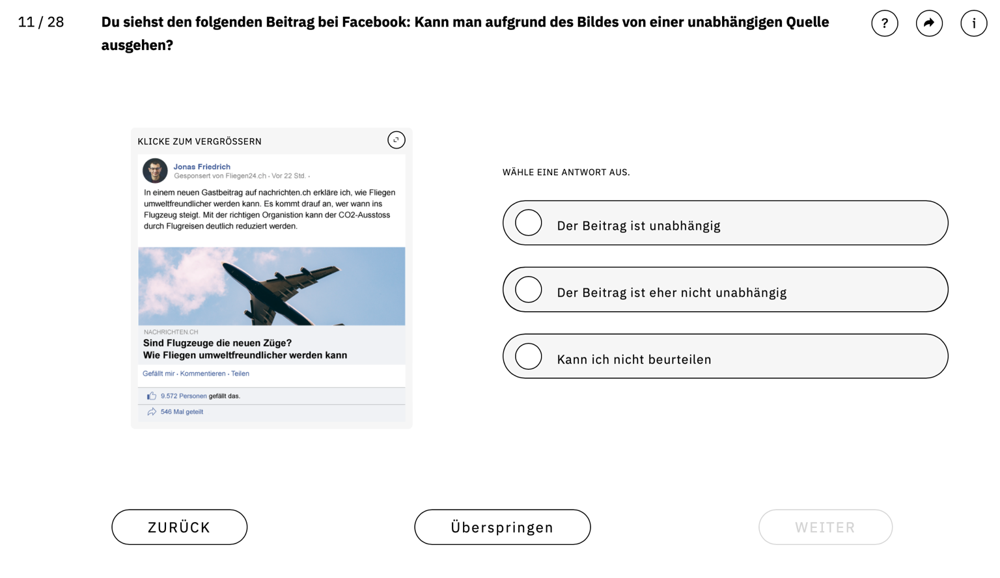 11 / 28
Du siehst den folgenden Beitrag bei Facebook: Kann man aufgrund des Bildes von einer unabhängigen Quelle
ausgehen?
?
i
KLICKE ZUM VERGRÖSSERN
Jonas Friedrich
Gesponsert von Fliegen24.ch · Vor 22 Std. ·
In einem neuen Gastbeitrag auf nachrichten.ch erkläre ich, wie Fliegen
umweltfreundlicher werden kann. Es kommt drauf an, wer wann ins
Flugzeug steigt. Mit der richtigen Organistion kann der CO2-Ausstoss
durch Flugreisen deutlich reduziert werden.
NACHRICHTEN.CH
Sind Flugzeuge die neuen Züge?
Wie Fliegen umweltfreundlicher werden kann
Gefällt mir · Kommentieren · Teilen
9.572 Personen gefällt das.
546 Mal geteilt
WÄHLE EINE ANTWORT AUS.
Der Beitrag ist unabhängig
Der Beitrag ist eher nicht unabhängig
Kann ich nicht beurteilen
ZURÜCK
Überspringen
WEITER